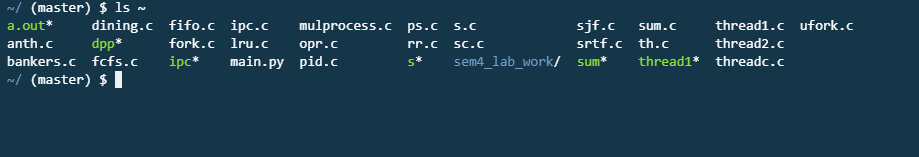 ~/ (master) $ ls ~
a.out* dining.c fifo.c ipc.c mulprocess.c ps.c s.c sjf.c sum.c thread1.c ufork.c
anth.c dpp* fork.c lru.c opr.c rr.c sc.c srtf.c th.c thread2.c
bankers.c fcfs.c ipc* main.py pid.c s* sem4_lab_work/ sum* thread1* threadc.c
~/ (master) $